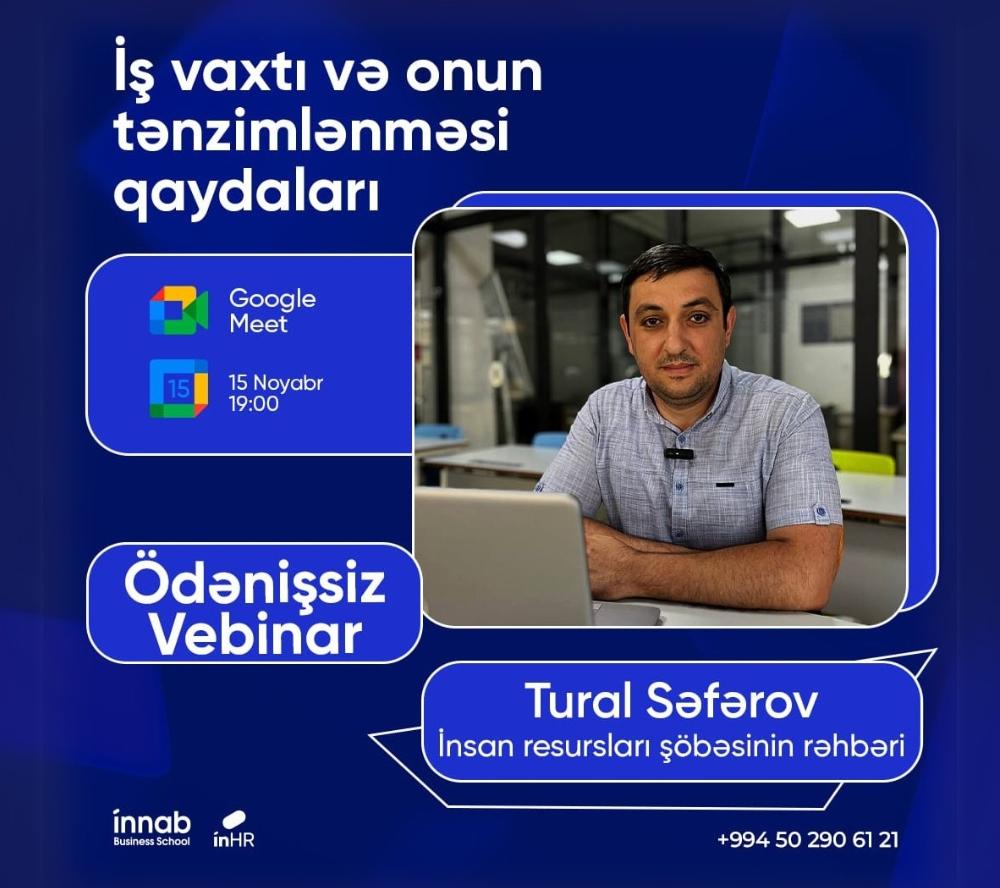 İş vaxtı və onun
tənzimlənməsi
qaydaları
Google
Meet
15
15 Noyabr
19:00
Ödənişsiz
Vebinar
Tural Səfərov
İnsan resursları şöbəsinin rəhbəri
innab
Business School
inHR
+994 50 290 61 21